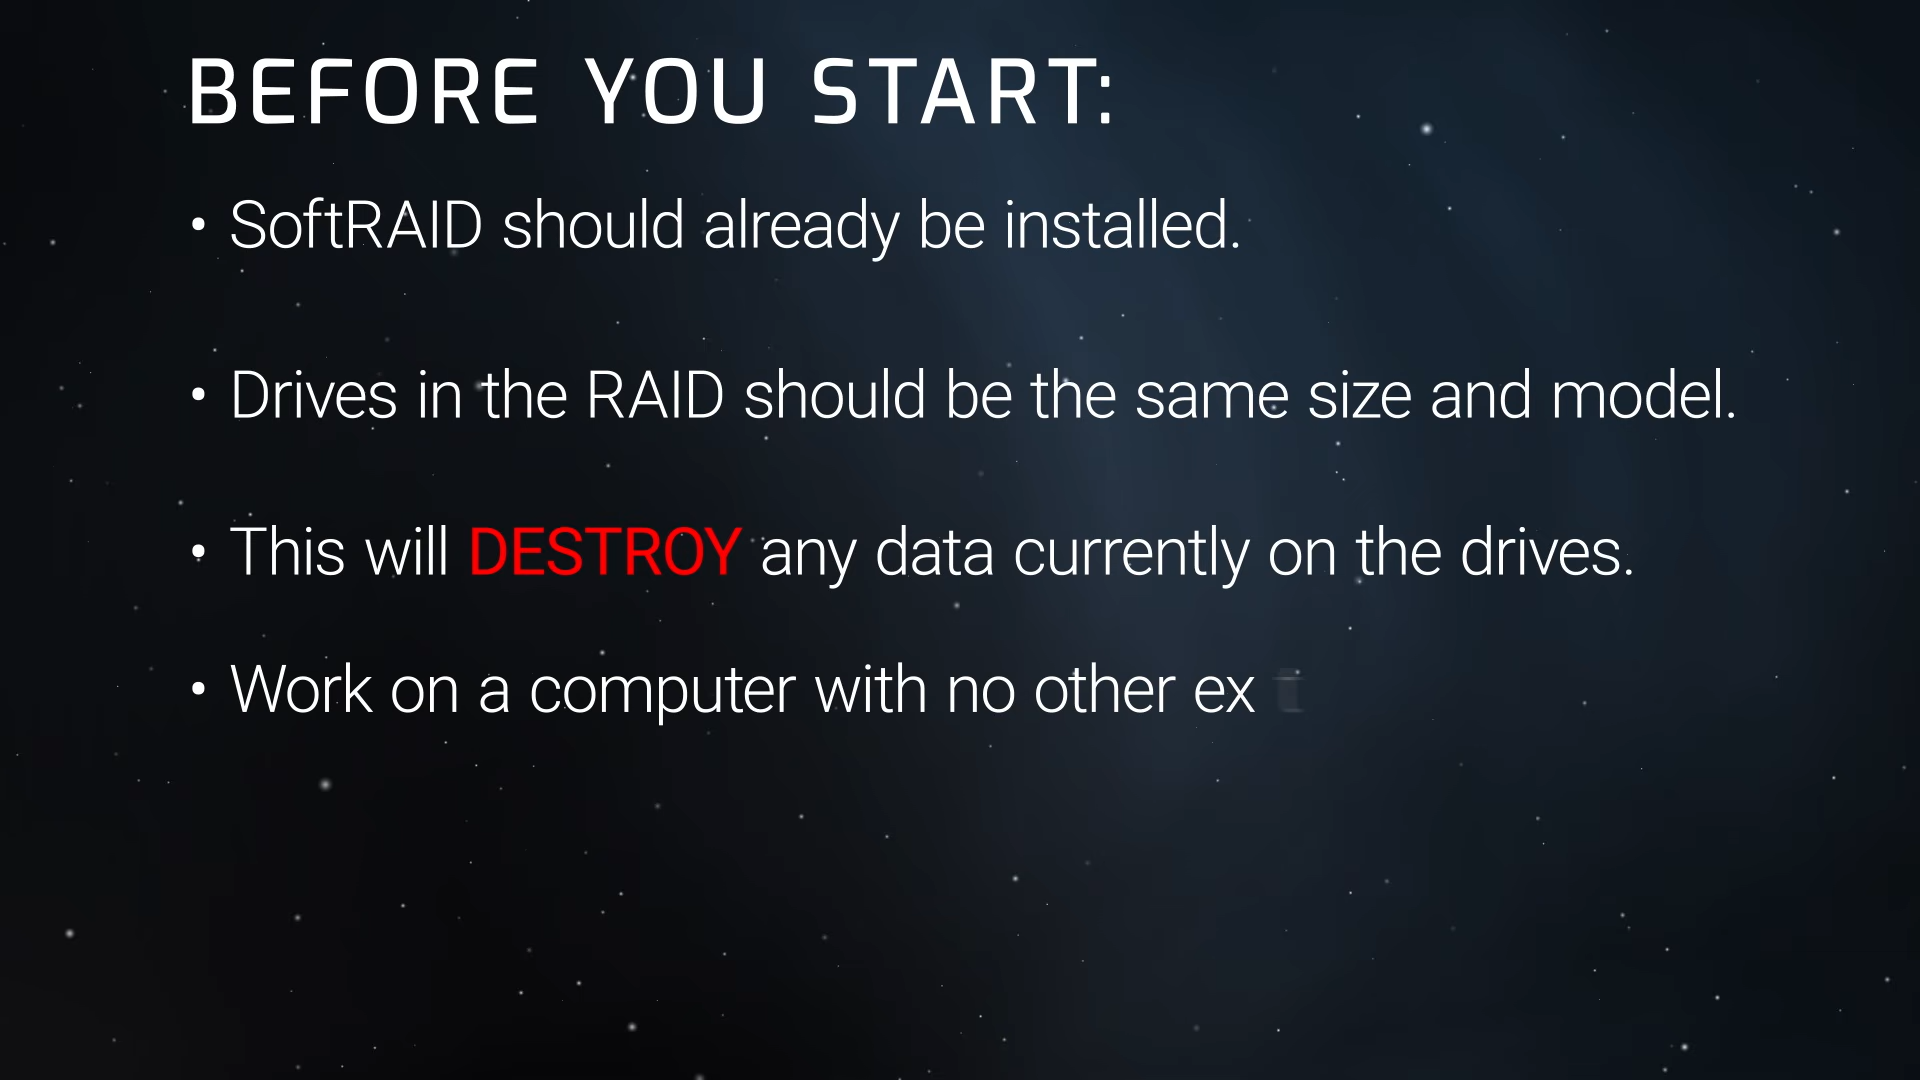 BEFORE YOU START:
• SoftRAID should already be installed.
• Drives in the RAID should be the same size and model.
• This will DESTROY any data currently on the drives.
• Work on a computer with no other ex